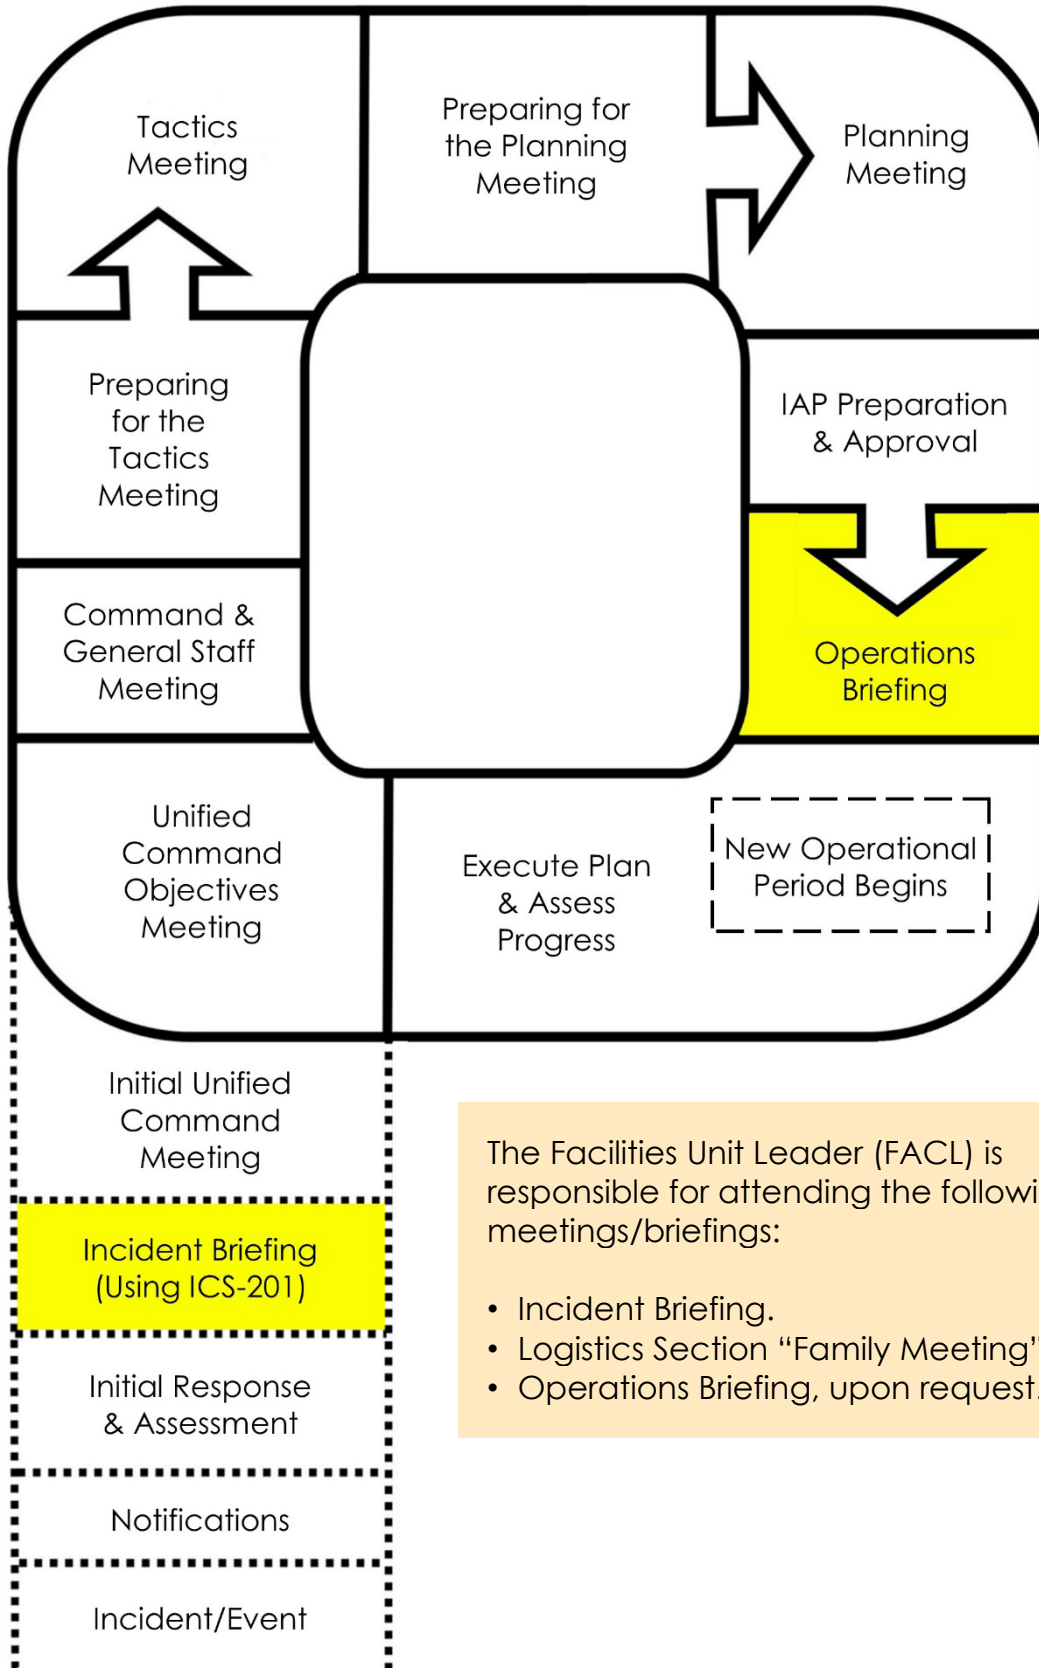 Tactics
Meeting
Preparing for
the Planning
Meeting
Planning
Meeting
Preparing
for the
Tactics
Meeting
IAP Preparation
& Approval
Command &
General Staff
Meeting
Operations
Briefing
Unified
Command
Objectives
Meeting
Execute Plan
& Assess
Progress
New Operational
Period Begins
Initial Unified
Command
Meeting
Incident Briefing
(Using ICS-201)
Initial Response
& Assessment
Notifications
Incident/Event
The Facilities Unit Leader (FACL) is
responsible for attending the followi
meetings/briefings:
• Incident Briefing.
• Logistics Section “Family Meeting”
• Operations Briefing, upon request.